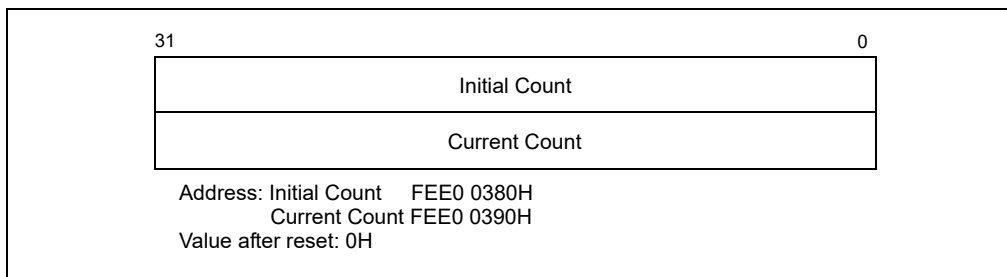 31 0
Initial Count
Current Count
Address: Initial Count FEE0 0380H
Current Count FEE0 0390H
Value after reset: 0H